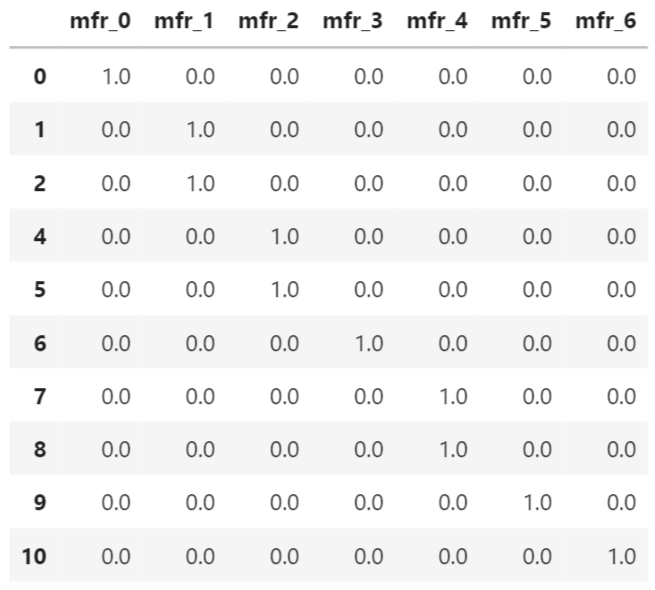 mfr_0 mfr_1 mfr_2 mfr_3 mfr_4 mfr_5 mfr_6
0 1.0 0.0 0.0 0.0 0.0 0.0 0.0
1 0.0 1.0 0.0 0.0 0.0 0.0 0.0
2 0.0 1.0 0.0 0.0 0.0 0.0 0.0
4 0.0 0.0 1.0 0.0 0.0 0.0 0.0
5 0.0 0.0 1.0 0.0 0.0 0.0 0.0
6 0.0 0.0 0.0 1.0 0.0 0.0 0.0
7 0.0 0.0 0.0 0.0 1.0 0.0 0.0
8 0.0 0.0 0.0 0.0 1.0 0.0 0.0
9 0.0 0.0 0.0 0.0 0.0 1.0 0.0
10 0.0 0.0 0.0 0.0 0.0 0.0 1.0